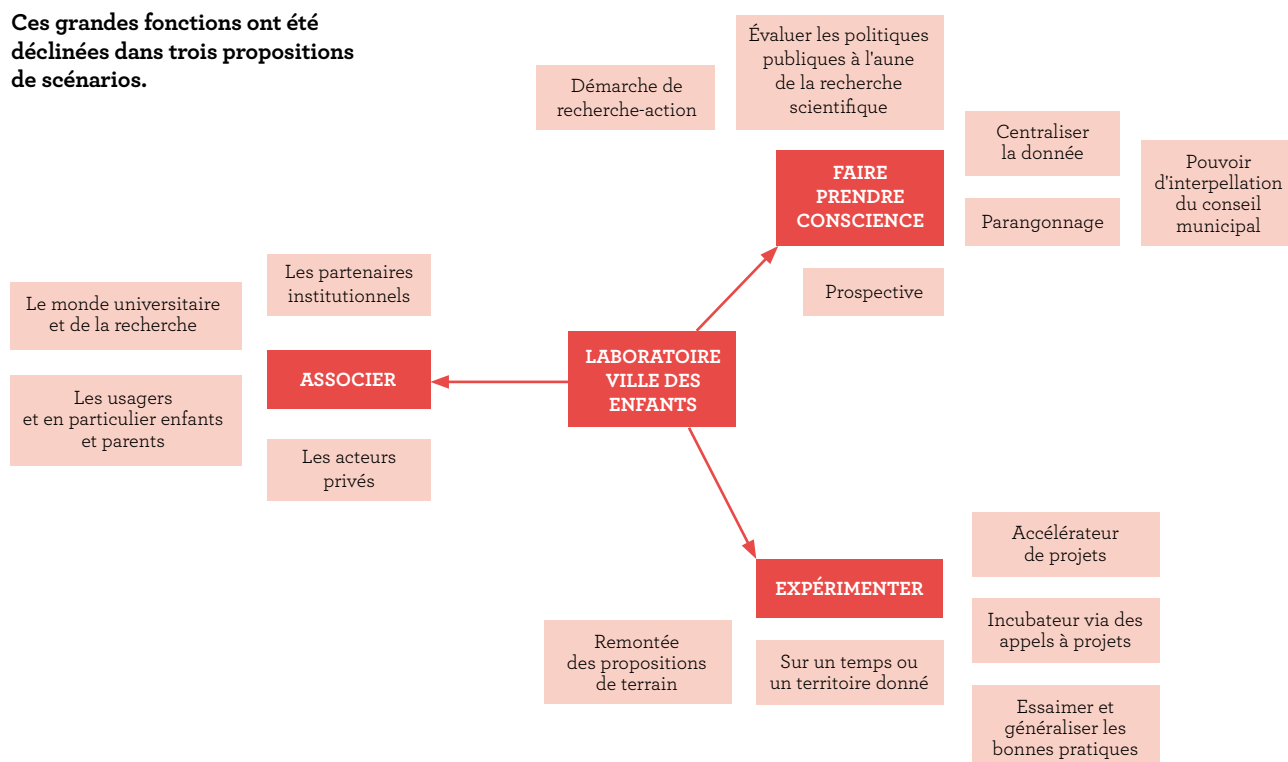 Ces grandes fonctions ont été
déclinées dans trois propositions
de scénarios.
Démarche de
recherche-action
Évaluer les politiques
publiques à l'aune
de la recherche
scientifique
Centraliser
la donnée
Pouvoir
d'interpellation
du conseil
municipal
FAIRE
PRENDRE
CONSCIENCE
Parangonnage
Prospective
Les partenaires
institutionnels
Le monde universitaire
et de la recherche
ASSOCIER
LABORATOIRE
VILLE DES
ENFANTS
Les usagers
et en particulier enfants
et parents
Les acteurs
privés
EXPÉRIMENTER
Accélérateur
de projets
Incubateur via des
appels à projets
Remontée
des propositions
de terrain
Sur un temps ou
un territoire donné
Essaimer et
généraliser les
bonnes pratiques